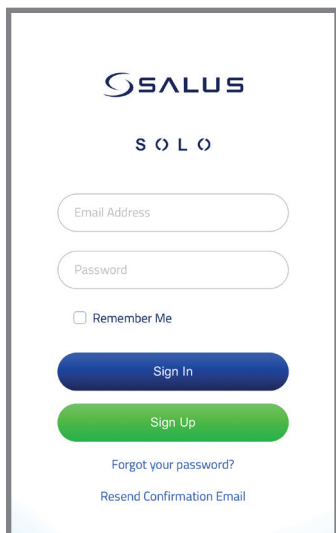 SALUS
SOLO
Email Address
Password
Remember Me
Sign In
Sign Up
Forgot your password?
Resend Confirmation Email